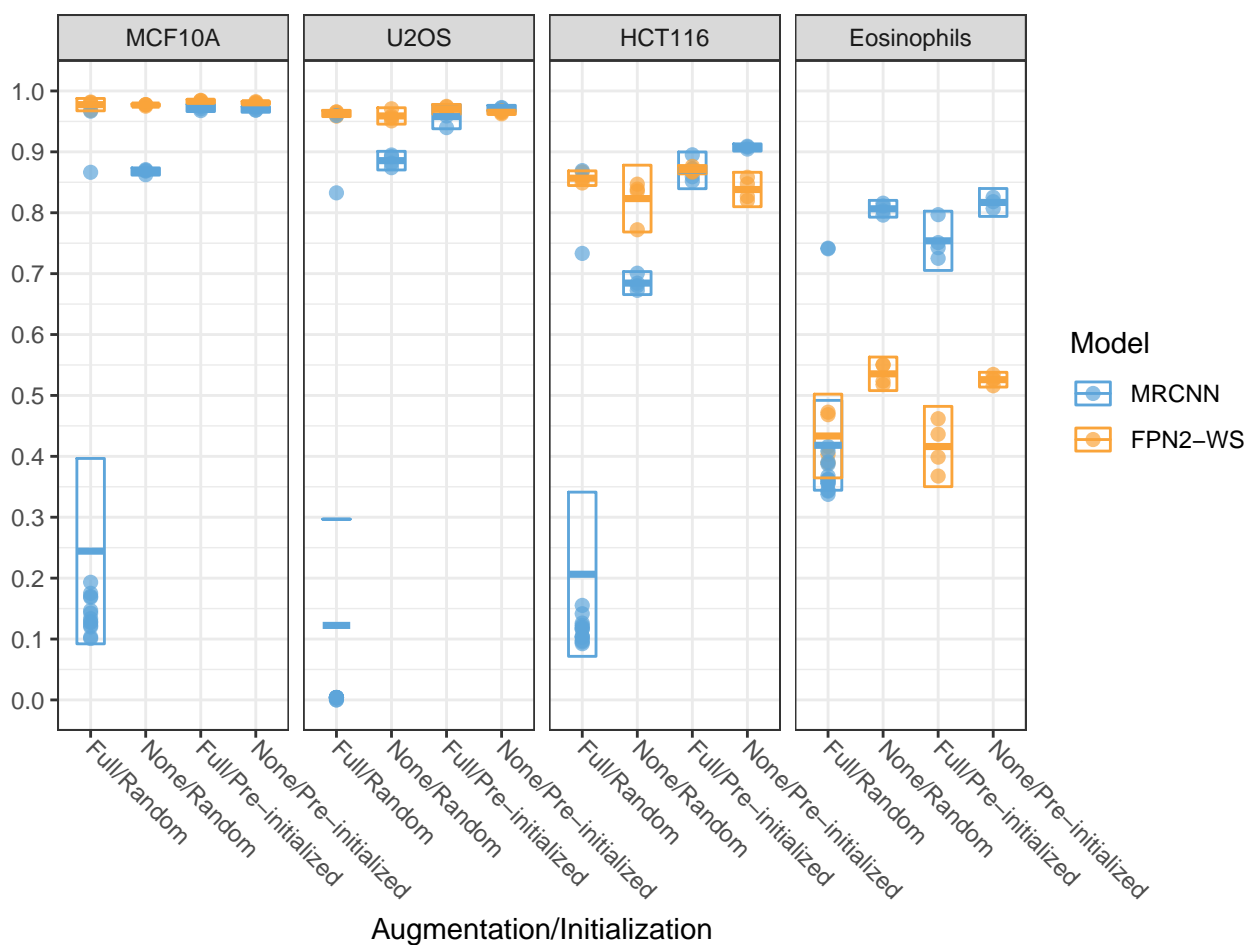 MCF10A
U2OS
HCT116
Eosinophils
1.0
0.9
0.8
0.7
0.6
0.5
0.4
0.3
0.2
0.1
0.0
Full/Random
None/Random
Full/Pre−initialized
None/Pre−initialized
Full/Random
None/Random
Full/Pre−initialized
None/Pre−initialized
Full/Random
None/Random
Full/Pre−initialized
None/Pre−initialized
Full/Random
None/Random
Full/Pre−initialized
None/Pre−initialized
Augmentation/Initialization
Model
MRCNN
FPN2−WS